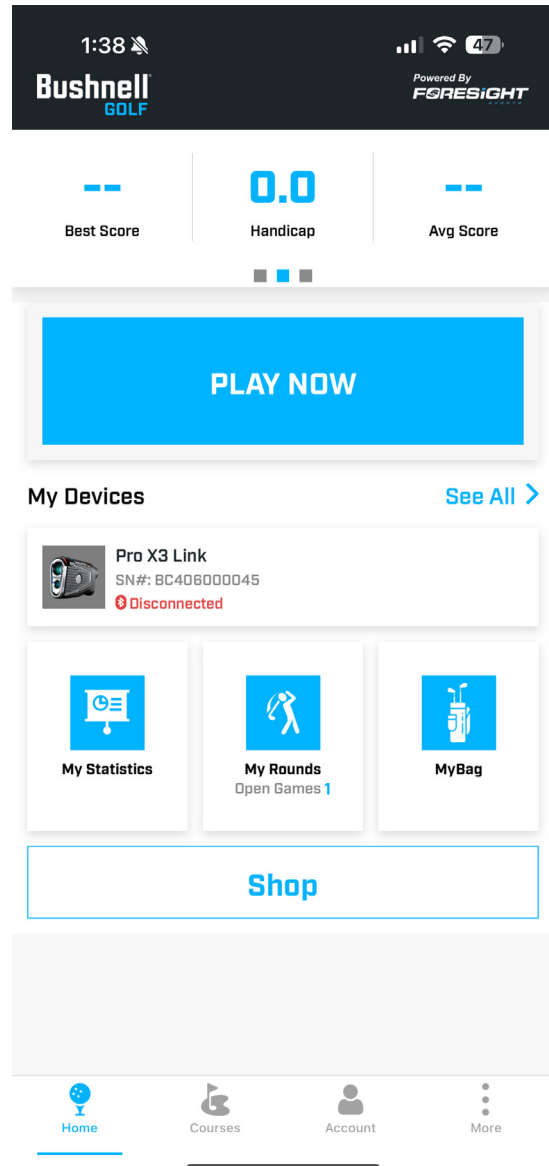 1:38
47
Bushnell
GOLF
Powered By
FORESiGHT
SPORTS
-- 0.0 --
Best Score Handicap Avg Score
PLAY NOW
My Devices See All >
Pro X3 Link
SN#: BC406000045
Disconnected
My Statistics My Rounds MyBag
Open Games 1
Shop
Home Courses Account More